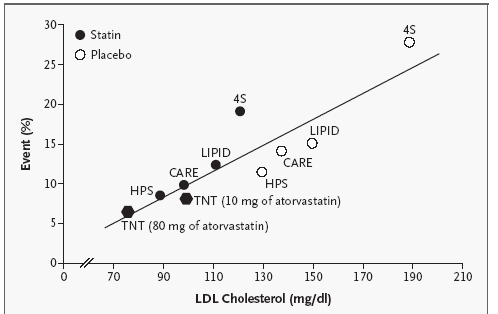 30
Statin
Placebo
25
20
15
10
5
0
Event (%)
4S
4S
LIPID
LIPID
CARE
CARE
HPS
HPS
TNT (10 mg of atorvastatin)
TNT (80 mg of atorvastatin)
0 70 90 110 130 150 170 190 210
LDL Cholesterol (mg/dl)